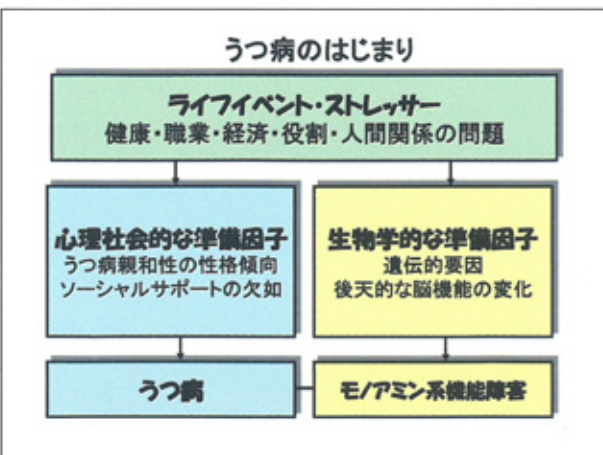 うつ病のはじまり
ライフイベント・ストレッサー
健康・職業・経済・役割・人間関係の問題
心理社会的な準備因子
うつ病親和性の性格傾向
ソーシャルサポートの欠如
生物学的な準備因子
遺伝的要因
後天的な脳機能の変化
うつ病
モノアミン系機能障害